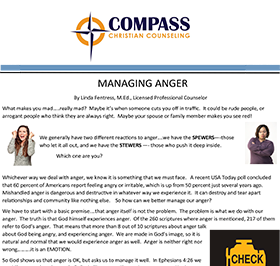 COMPASS
CHRISTIAN COUNSELING
MANAGING ANGER
By Linda Fentress, M.Ed., Licensed Professional Counselor
What makes you mad.....really mad? Maybe it's when someone cuts you off in traffic. It could be rude people, or
arrogant people who think they are always right. Maybe your spouse or family member makes you see red!
We generally have two different reactions to anger....we have the SPEWERS----those
who let it all out, and we have the STEWERS ---- those who push it deep inside.
Which one are you?
Whichever way we deal with anger, we know it is something that we must face. A recent USA Today poll concluded
that 60 percent of Americans report feeling angry or irritable, which is up from 50 percent just several years ago.
Mishandled anger is dangerous and destructive in whatever way we experience it. It can destroy and tear apart
relationships and community like nothing else. So how can we better manage our anger?
We have to start with a basic premise....that anger itself is not the problem. The problem is what we do with our
anger. The truth is that God himself experiences anger. Of the 260 scriptures where anger is mentioned, 217 of them
refer to God's anger. That means that more than 8 out of 10 scriptures about anger talk
about God being angry, and experiencing anger. We are made in God's image, so it is
natural and normal that we would experience anger as well. Anger is neither right nor
wrong.........it is an EMOTION.
So God shows us that anger is OK, but asks us to manage it well. In Ephesians 4:26 we
CHECK